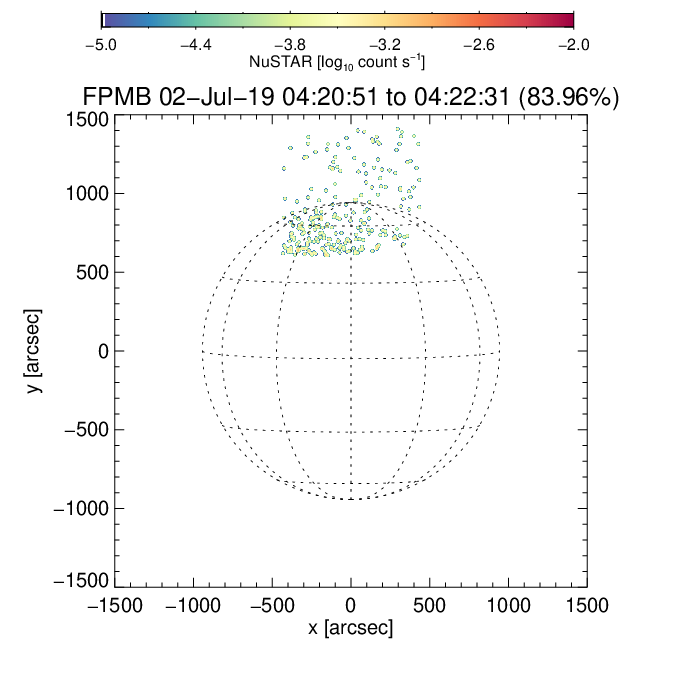 −5.0 −4.4 −3.8 −3.2 −2.6 −2.0
NuSTAR [log₁₀ count s⁻¹]
FPMB 02−Jul−19 04:20:51 to 04:22:31 (83.96%)
1500
1000
500
0
−500
−1000
−1500
y [arcsec]
−1500 −1000 −500 0 500 1000 1500
x [arcsec]